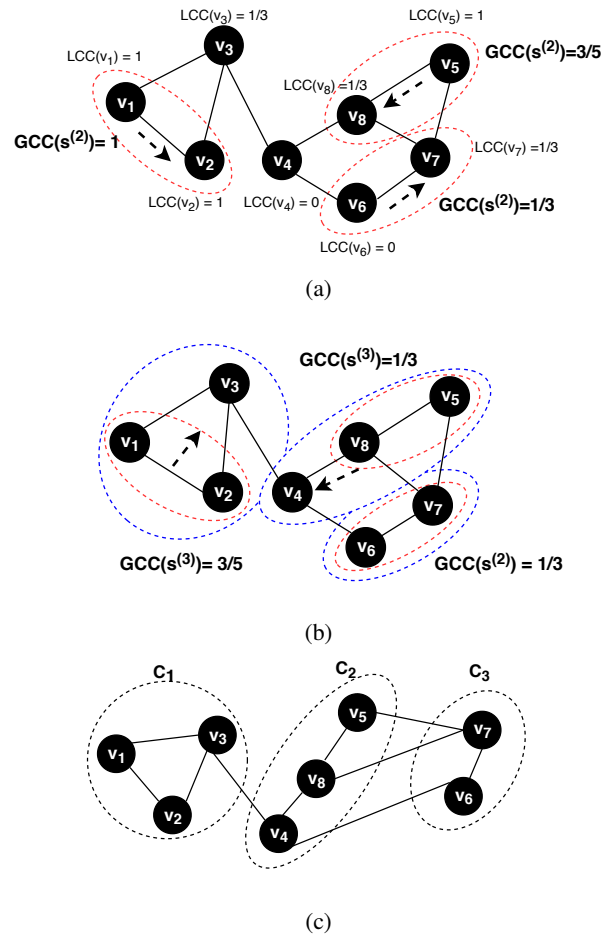 LCC(v3) = 1/3
LCC(v5) = 1
v3
GCC(s(2))=3/5
LCC(v1) = 1
v5
LCC(v8) =1/3
v1
v8
GCC(s(2))= 1
v2
v4
v7
LCC(v7) =1/3
LCC(v2) = 1
LCC(v4) = 0
v6
GCC(s(2))=1/3
LCC(v6) = 0
(a)
GCC(s(3))=1/3
v3
v5
v1
v8
v2
v4
v7
v6
GCC(s(3))= 3/5
GCC(s(2)) = 1/3
(b)
C1
C2
C3
v5
v3
v7
v1
v8
v6
v2
v4
(c)